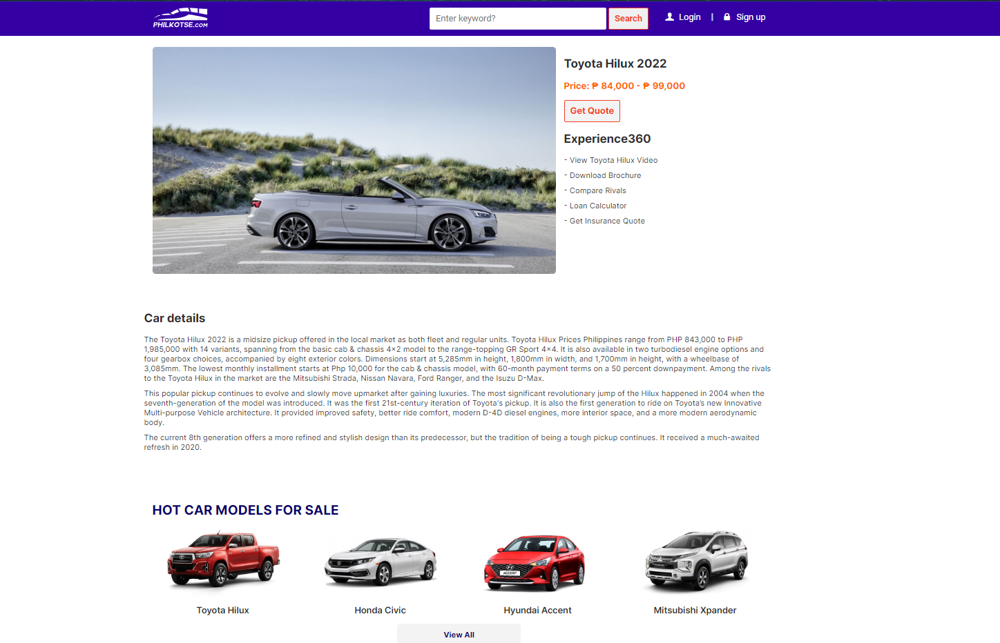 PHILKOTSE.COM
Enter keyword?
Search
Login
|
Sign up
Toyota Hilux 2022
Price: ₱ 84,000 - ₱ 99,000
Get Quote
Experience360
- View Toyota Hilux Video
- Download Brochure
- Compare Rivals
- Loan Calculator
- Get Insurance Quote
Car details
The Toyota Hilux 2022 is a midsize pickup offered in the local market as both fleet and regular units. Toyota Hilux Prices Philippines range from PHP 843,000 to PHP
1,985,000 with 14 variants, spanning from the basic cab & chassis 4×2 model to the range-topping GR Sport 4×4. It is also available in two turbodiesel engine options and
four gearbox choices, accompanied by eight exterior colors. Dimensions start at 5,285mm in height, 1,800mm in width, and 1,700mm in height, with a wheelbase of
3,085mm. The lowest monthly installment starts at Php 10,000 for the cab & chassis model, with 60-month payment terms on a 50 percent downpayment. Among the rivals
to the Toyota Hilux in the market are the Mitsubishi Strada, Nissan Navara, Ford Ranger, and the Isuzu D-Max.
This popular pickup continues to evolve and slowly move upmarket after gaining luxuries. The most significant revolutionary jump of the Hilux happened in 2004 when the
seventh-generation of the model was introduced. It was the first 21st-century iteration of Toyota's pickup. It is also the first generation to ride on Toyota’s new Innovative
Multi-purpose Vehicle architecture. It provided improved safety, better ride comfort, modern D-4D diesel engines, more interior space, and a more modern aerodynamic
body.
The current 8th generation offers a more refined and stylish design than its predecessor, but the tradition of being a tough pickup continues. It received a much-awaited
refresh in 2020.
HOT CAR MODELS FOR SALE
ACCENT
Toyota Hilux
Honda Civic
Hyundai Accent
Mitsubishi Xpander
View All